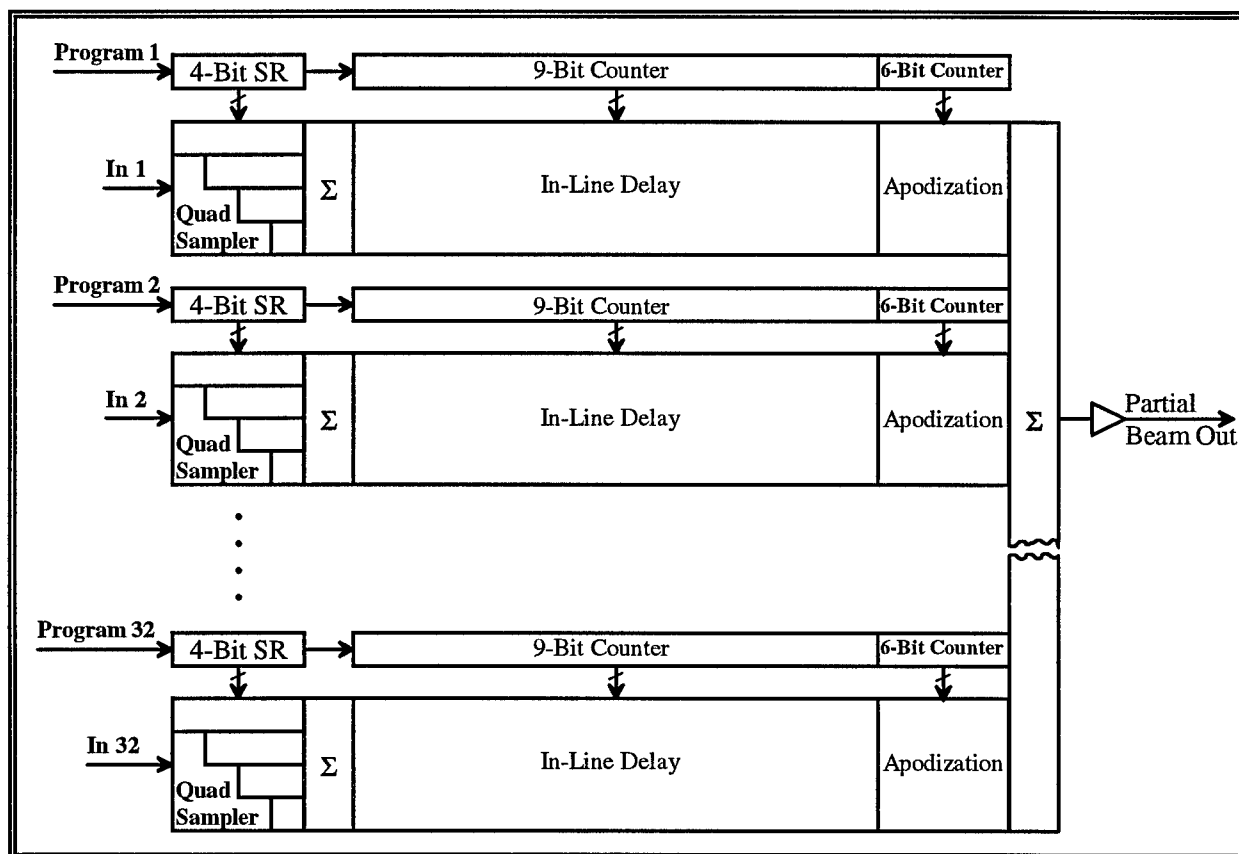 Program 1
4-Bit SR
9-Bit Counter
6-Bit Counter
In 1
Quad
Sampler
Σ
In-Line Delay
Apodization
Program 2
4-Bit SR
9-Bit Counter
6-Bit Counter
In 2
Quad
Sampler
Σ
In-Line Delay
Apodization
Σ
Partial
Beam Out
Program 32
4-Bit SR
9-Bit Counter
6-Bit Counter
In 32
Quad
Sampler
Σ
In-Line Delay
Apodization